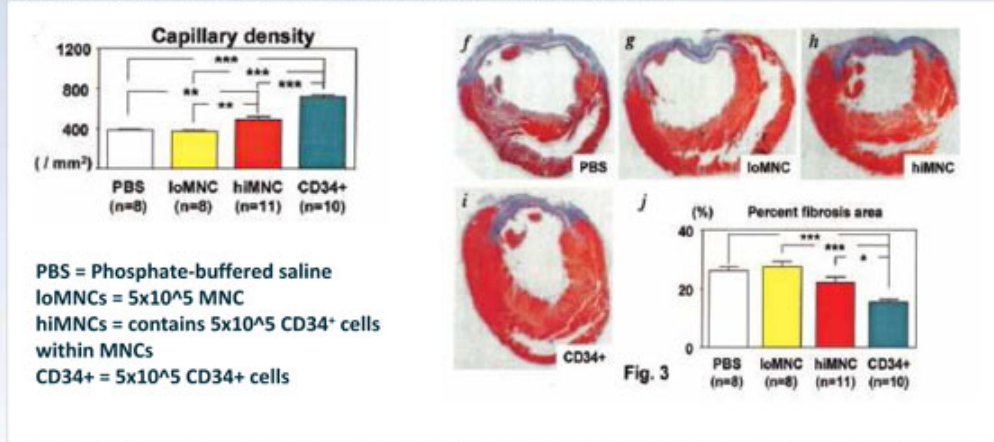 Capillary density
1200
800
400
( / mm²)
***
***
***
**
**
PBS loMNC hiMNC CD34+
(n=8) (n=8) (n=11) (n=10)
PBS = Phosphate-buffered saline
loMNCs = 5x10^5 MNC
hiMNCs = contains 5x10^5 CD34⁺ cells
within MNCs
CD34+ = 5x10^5 CD34+ cells
f
PBS
g
loMNC
h
hiMNC
i
CD34+
j
(%) Percent fibrosis area
40
20
0
***
***
*
PBS loMNC hiMNC CD34+
(n=8) (n=8) (n=11) (n=10)
Fig. 3